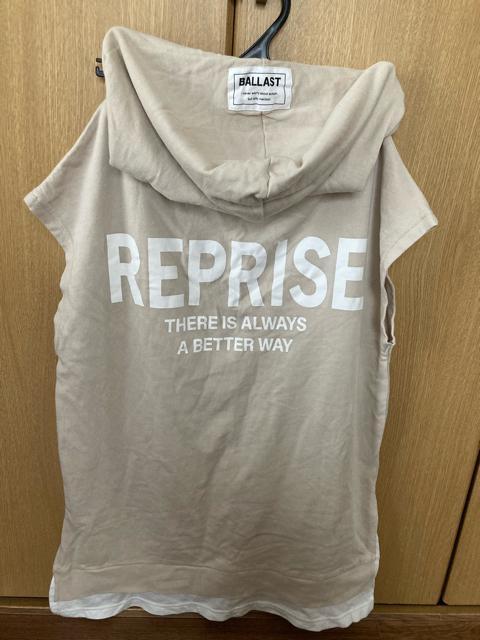 BALLAST
REPRISE
THERE IS ALWAYS
A BETTER WAY